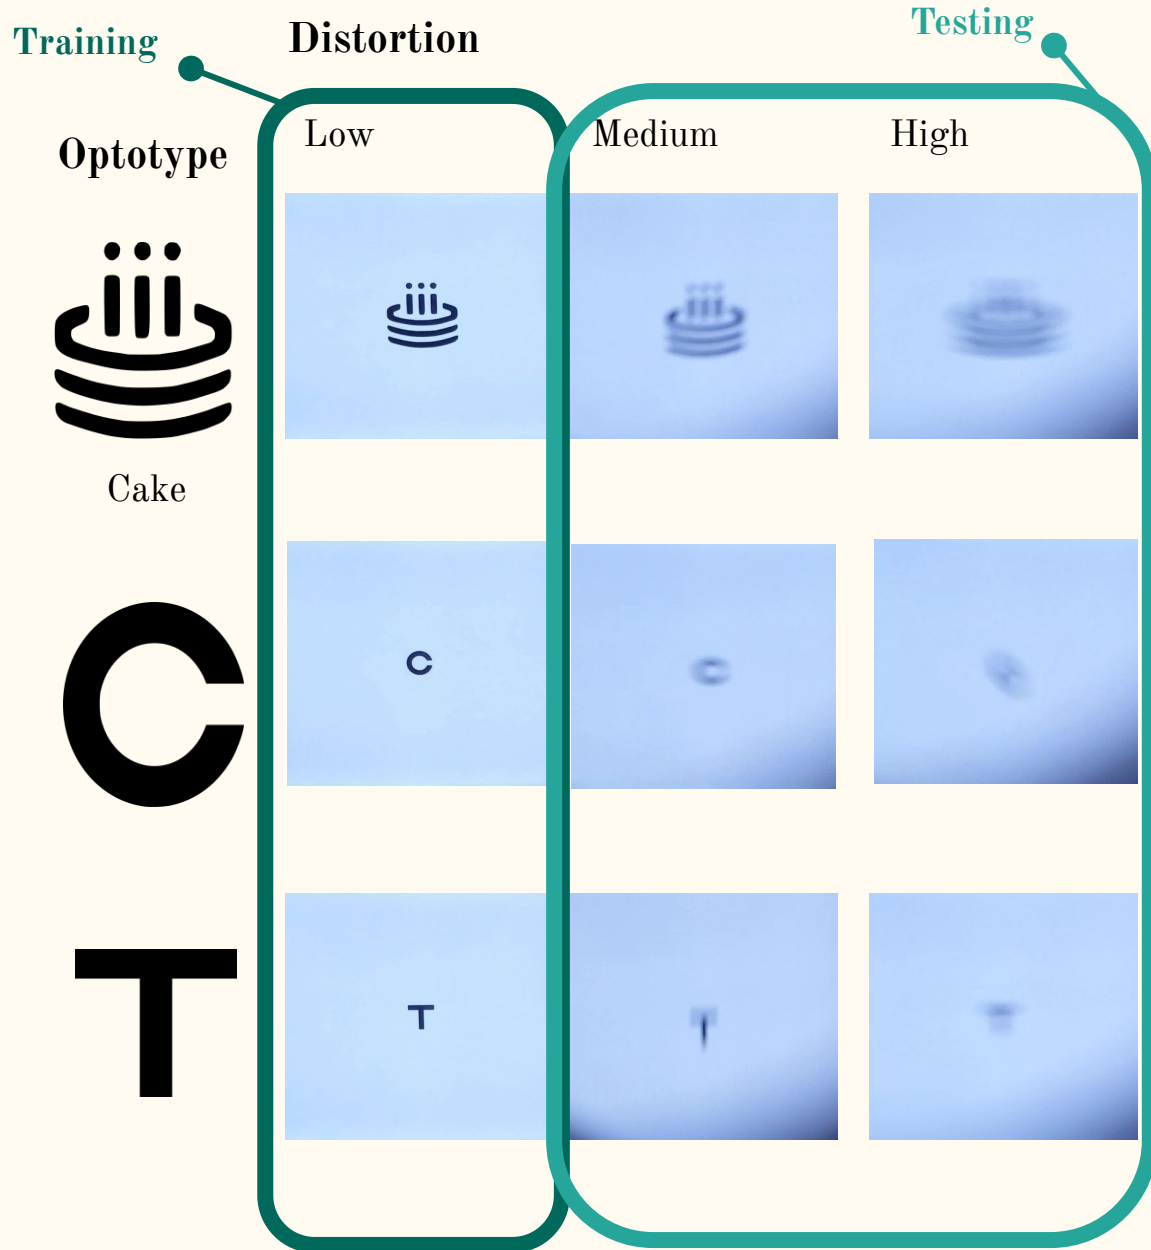 Training
Distortion
Testing
Optotype
Low
Medium
High
Cake
C
C
C
T
T
T
T